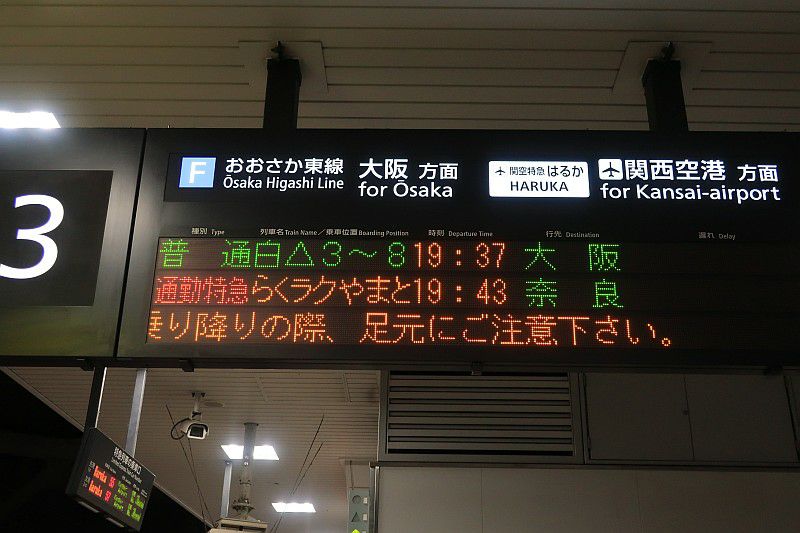 3
F おおさか東線 大阪 方面 関空特急 はるか 関西空港 方面
Ōsaka Higashi Line for Ōsaka HARUKA for Kansai-airport
種別 Type 列車名 Train Name／乗車位置 Boarding Position 時刻 Departure Time 行先 Destination 遅れ Delay
普通 白△3～8 19:37 大阪
通勤特急 らくラクやまと 19:43 奈良
乗り降りの際、足元にご注意下さい。